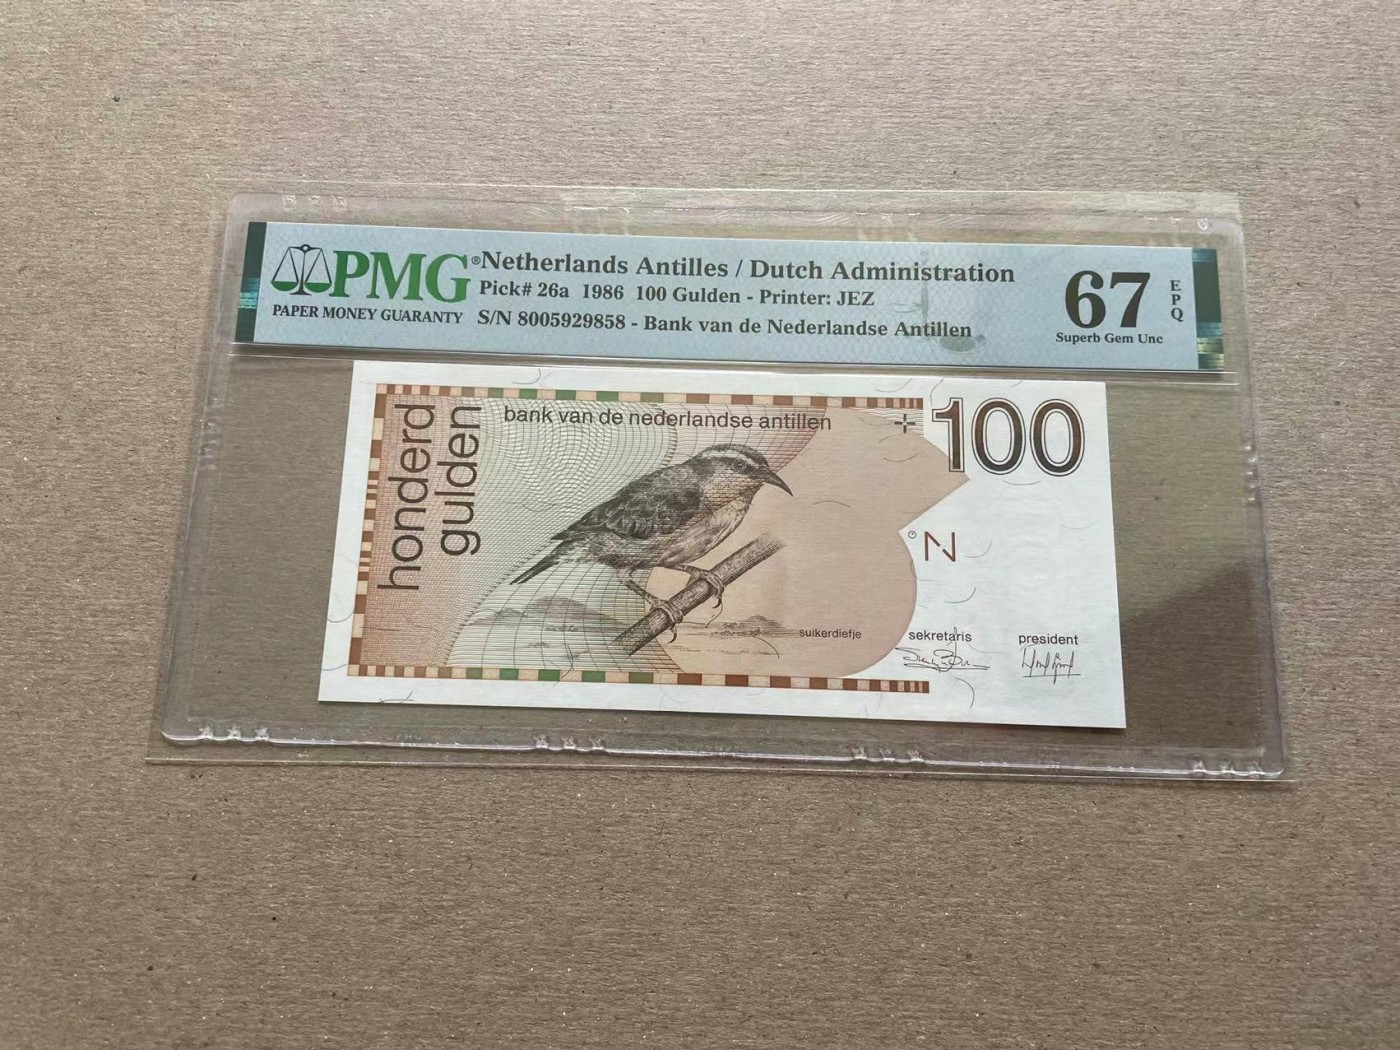 PMG®
PAPER MONEY GUARANTY
Netherlands Antilles / Dutch Administration
Pick# 26a 1986 100 Gulden - Printer: JEZ
S/N 8005929858 - Bank van de Nederlandse Antillen
67
Superb Gem Unc
EPQ
honderd
gulden
bank van de nederlandse antillen
+100
N
suikerdiefje
sekretaris
president